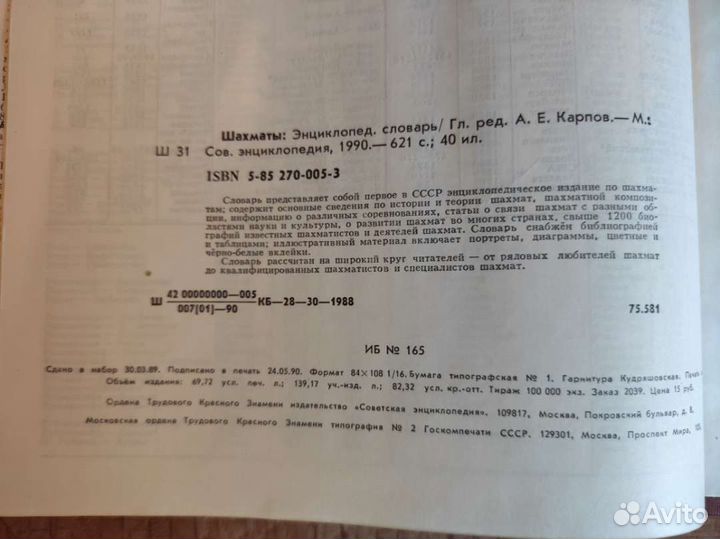 Шахматы: Энциклопед. словарь/ Гл. ред. А. Е. Карпов.— М.:
Ш 31 Сов. энциклопедия, 1990.— 621 с.; 40 ил.
ISBN 5-85 270-005-3
Словарь представляет собой первое в СССР энциклопедическое издание по шахма-
там; содержит основные сведения по истории и теории шахмат, шахматной компози-
ции, информацию о различных соревнованиях, статьи о связи шахмат с разными об-
ластями науки и культуры, о развитии шахмат во многих странах, свыше 1200 био-
графий известных шахматистов и деятелей шахмат. Словарь снабжён библиографией
и таблицами; иллюстративный материал включает портреты, диаграммы, цветные и
чёрно-белые вклейки.
Словарь рассчитан на широкий круг читателей — от рядовых любителей шахмат
до квалифицированных шахматистов и специалистов шахмат.
Ш 42 00000000—005
007[01]—90 КБ—28—30—1988 75.581
ИБ № 165
Сдано в набор 30.03.89. Подписано в печать 24.05.90. Формат 84×108 1/16. Бумага типографская № 1. Гарнитура Кудряшовская.
Объём издания: 69,72 усл. печ. л.; 139,17 уч.-изд. л.; 82,32 усл. кр.-отт. Тираж 100 000 экз. Заказ 2039. Цена 15 руб.
Ордена Трудового Красного Знамени издательство «Советская энциклопедия». 109817, Москва, Покровский бульвар, д. 8.
Московская ордена Трудового Красного Знамени типография № 2 Госкомпечати СССР. 129301, Москва, Проспект Мира,
Avito